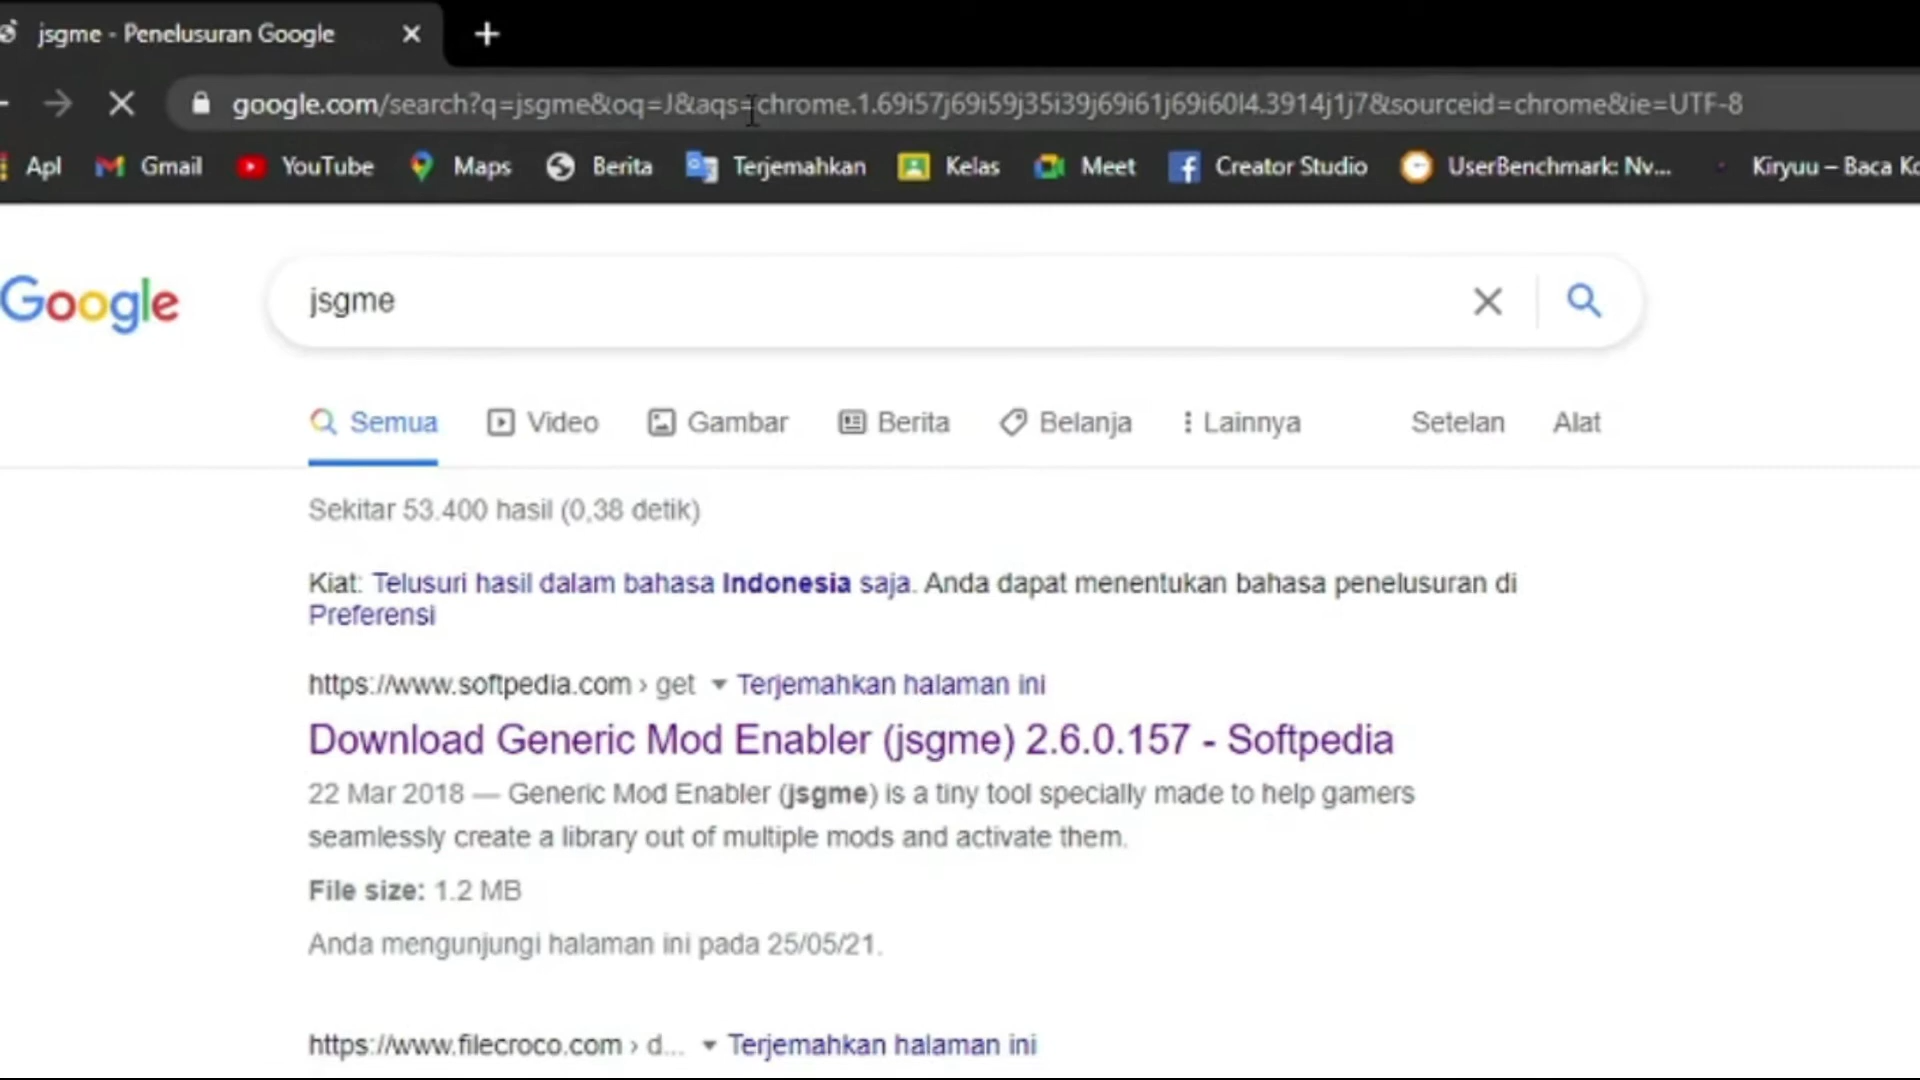 jsgme - Penelusuran Google
google.com/search?q=jsgme&oq=J&aqs=chrome.1.69i57j69i59j35i39j69i61j69i60l4.3914j1j7&sourceid=chrome&ie=UTF-8
Apl Gmail YouTube Maps Berita Terjemahkan Kelas Meet Creator Studio UserBenchmark: Nv... Kiryuu – Baca Ko
Google jsgme
Semua Video Gambar Berita Belanja Lainnya Setelan Alat
Sekitar 53.400 hasil (0,38 detik)
Kiat: Telusuri hasil dalam bahasa Indonesia saja. Anda dapat menentukan bahasa penelusuran di
Preferensi
https://www.softpedia.com › get Terjemahkan halaman ini
Download Generic Mod Enabler (jsgme) 2.6.0.157 - Softpedia
22 Mar 2018 — Generic Mod Enabler (jsgme) is a tiny tool specially made to help gamers
seamlessly create a library out of multiple mods and activate them.
File size: 1.2 MB
Anda mengunjungi halaman ini pada 25/05/21.
https://www.filecroco.com › d... Terjemahkan halaman ini